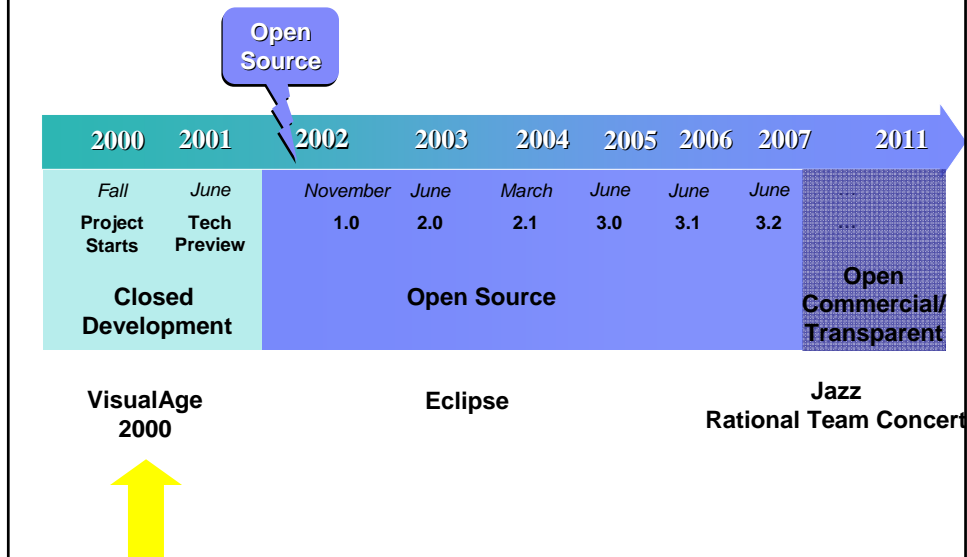 Open
Source
2000 2001 2002 2003 2004 2005 2006 2007 2011
Fall June November June March June June June ...
Project Starts Tech Preview 1.0 2.0 2.1 3.0 3.1 3.2 ...
Closed
Development
Open Source
Open
Commercial/
Transparent
VisualAge
2000
Eclipse
Jazz
Rational Team Concert